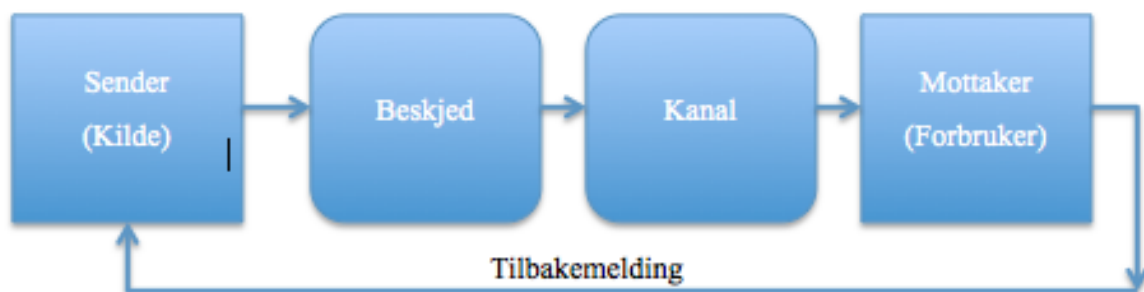 Sender
(Kilde)
Beskjed
Kanal
Mottaker
(Forbruker)
Tilbakemelding